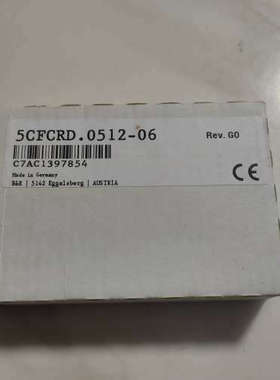 5CFCRD.0512-06 Rev. G0
C7AC1397854
Made in Germany
B&R | 5142 Eggelsberg | AUSTRIA
CE